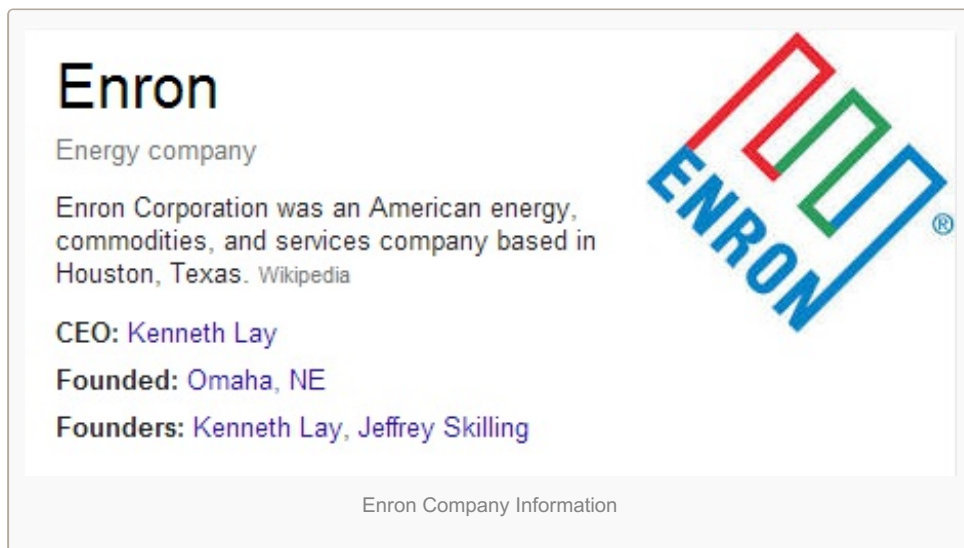 Enron
Energy company
Enron Corporation was an American energy,
commodities, and services company based in
Houston, Texas. Wikipedia
CEO: Kenneth Lay
Founded: Omaha, NE
Founders: Kenneth Lay, Jeffrey Skilling
ENRON
®
Enron Company Information